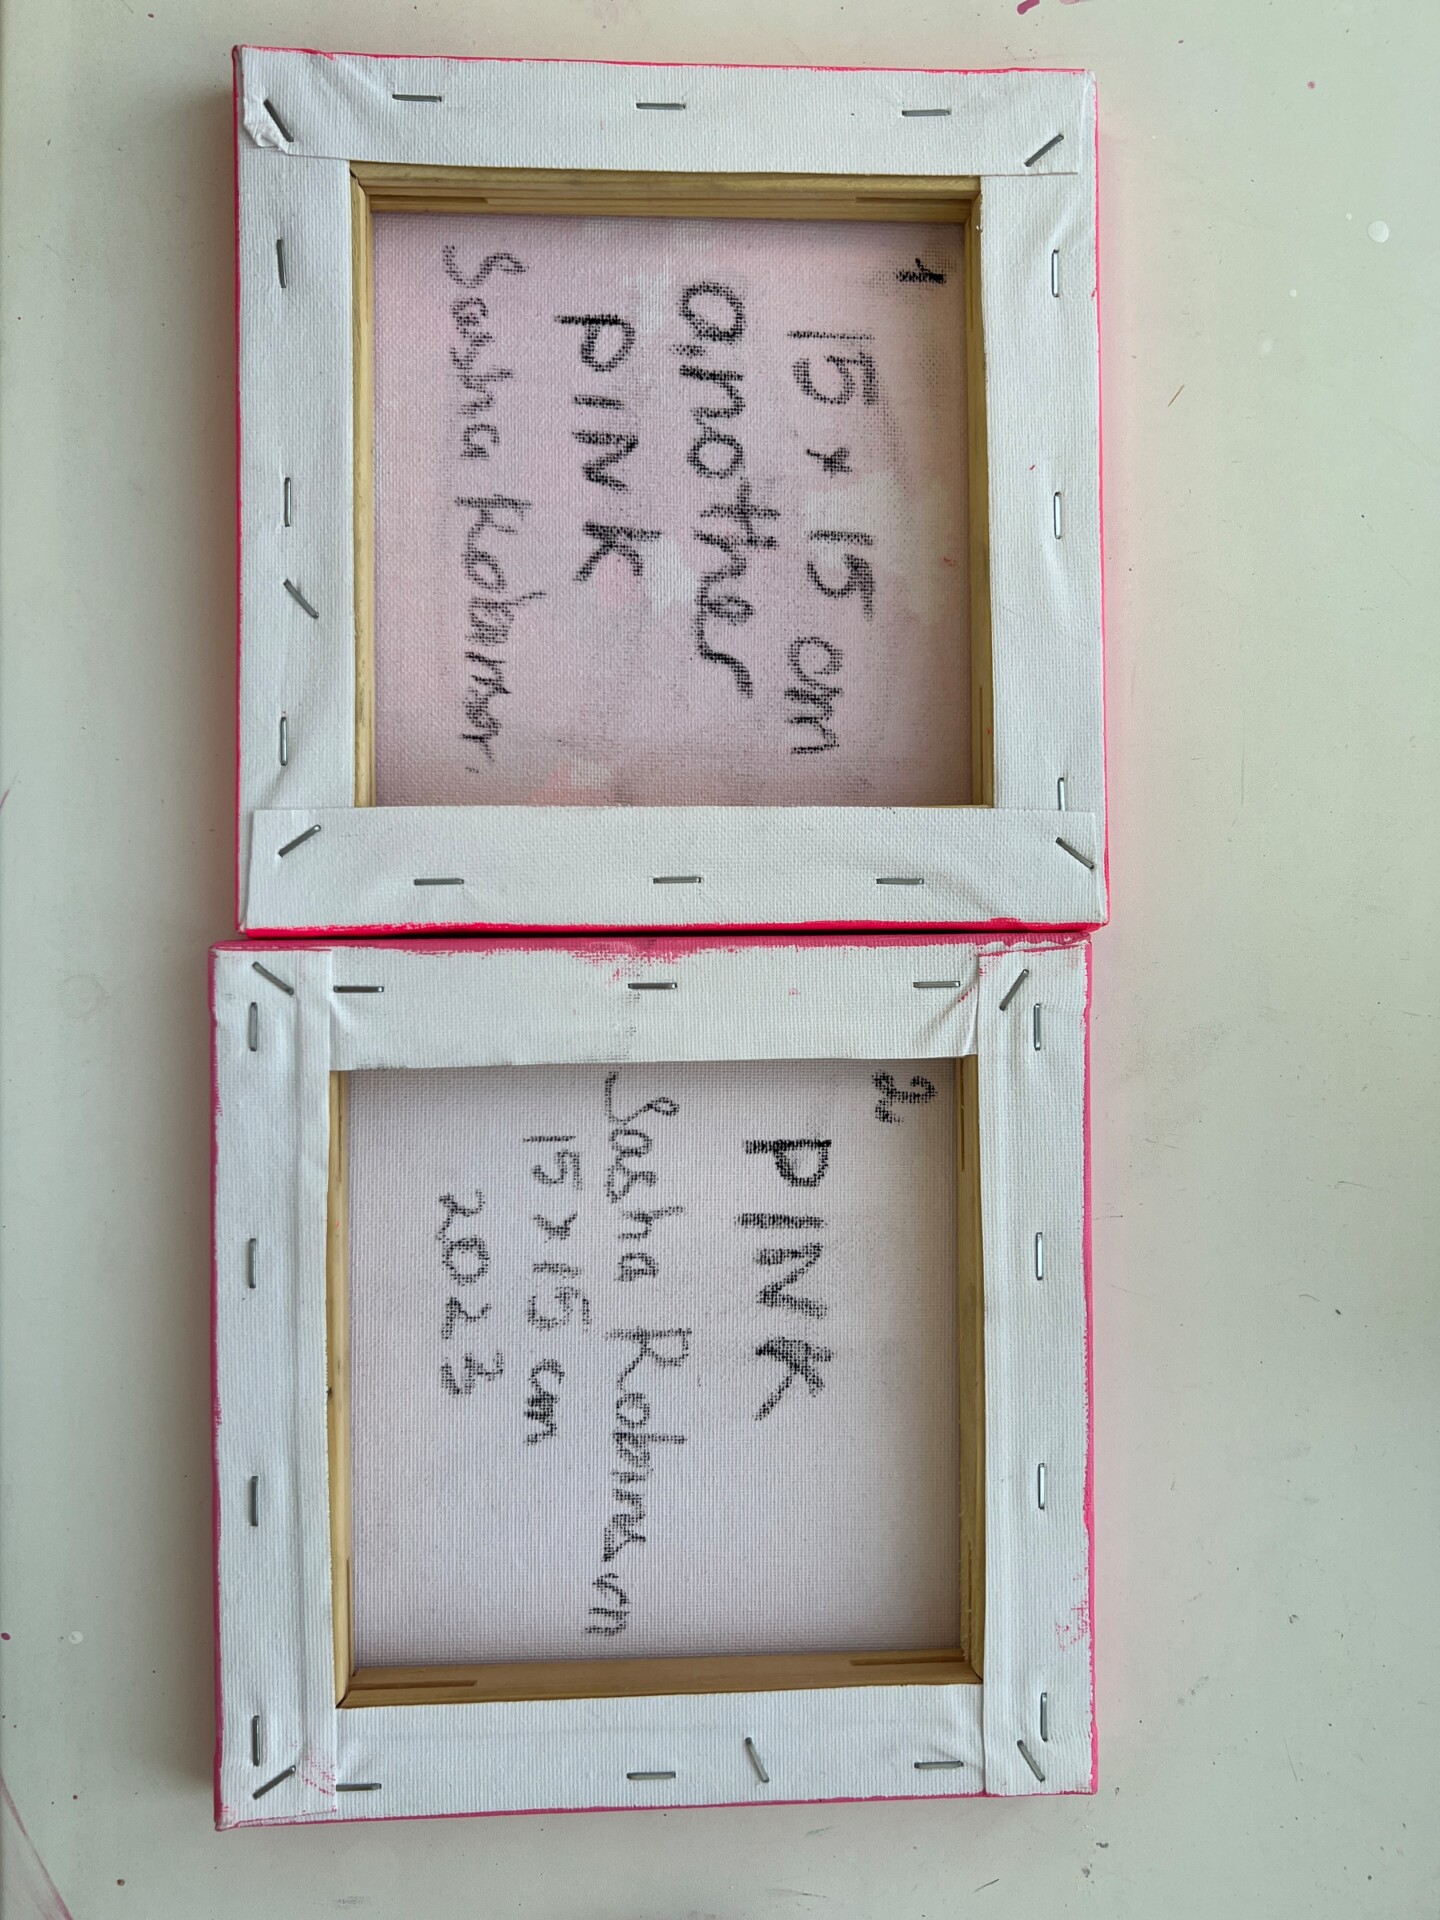 1
15 x 15 cm
another
PINK
Sasha Robinson
2
PINK
Sasha Robinson
15 x 15 cm
2023